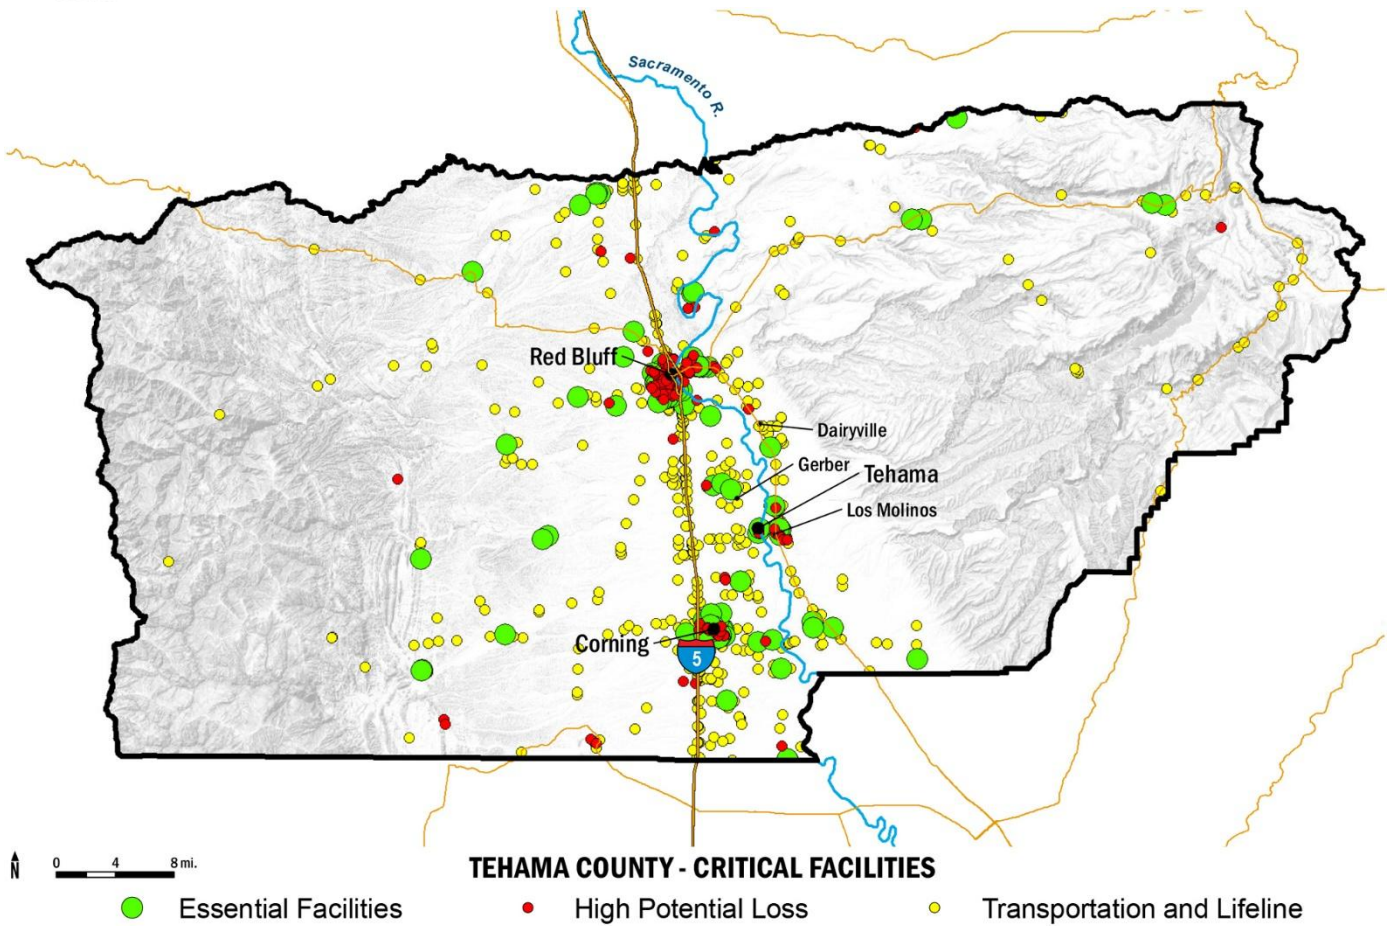 Sacramento R.
Red Bluff
Dairyville
Gerber
Tehama
Los Molinos
Corning
5
N
0 4 8 mi.
TEHAMA COUNTY - CRITICAL FACILITIES
Essential Facilities
High Potential Loss
Transportation and Lifeline